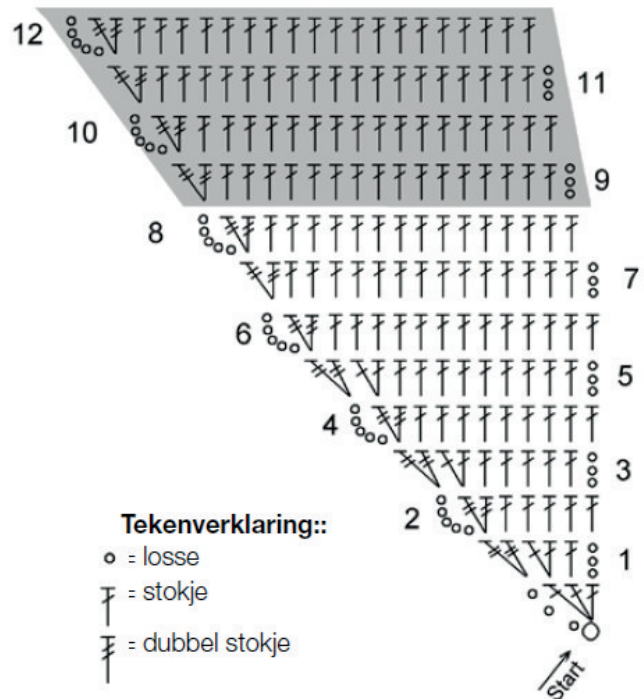 12
11
10
9
8
7
6
5
4
3
2
1
Tekenverklaring::
= losse
= stokje
= dubbel stokje
Start